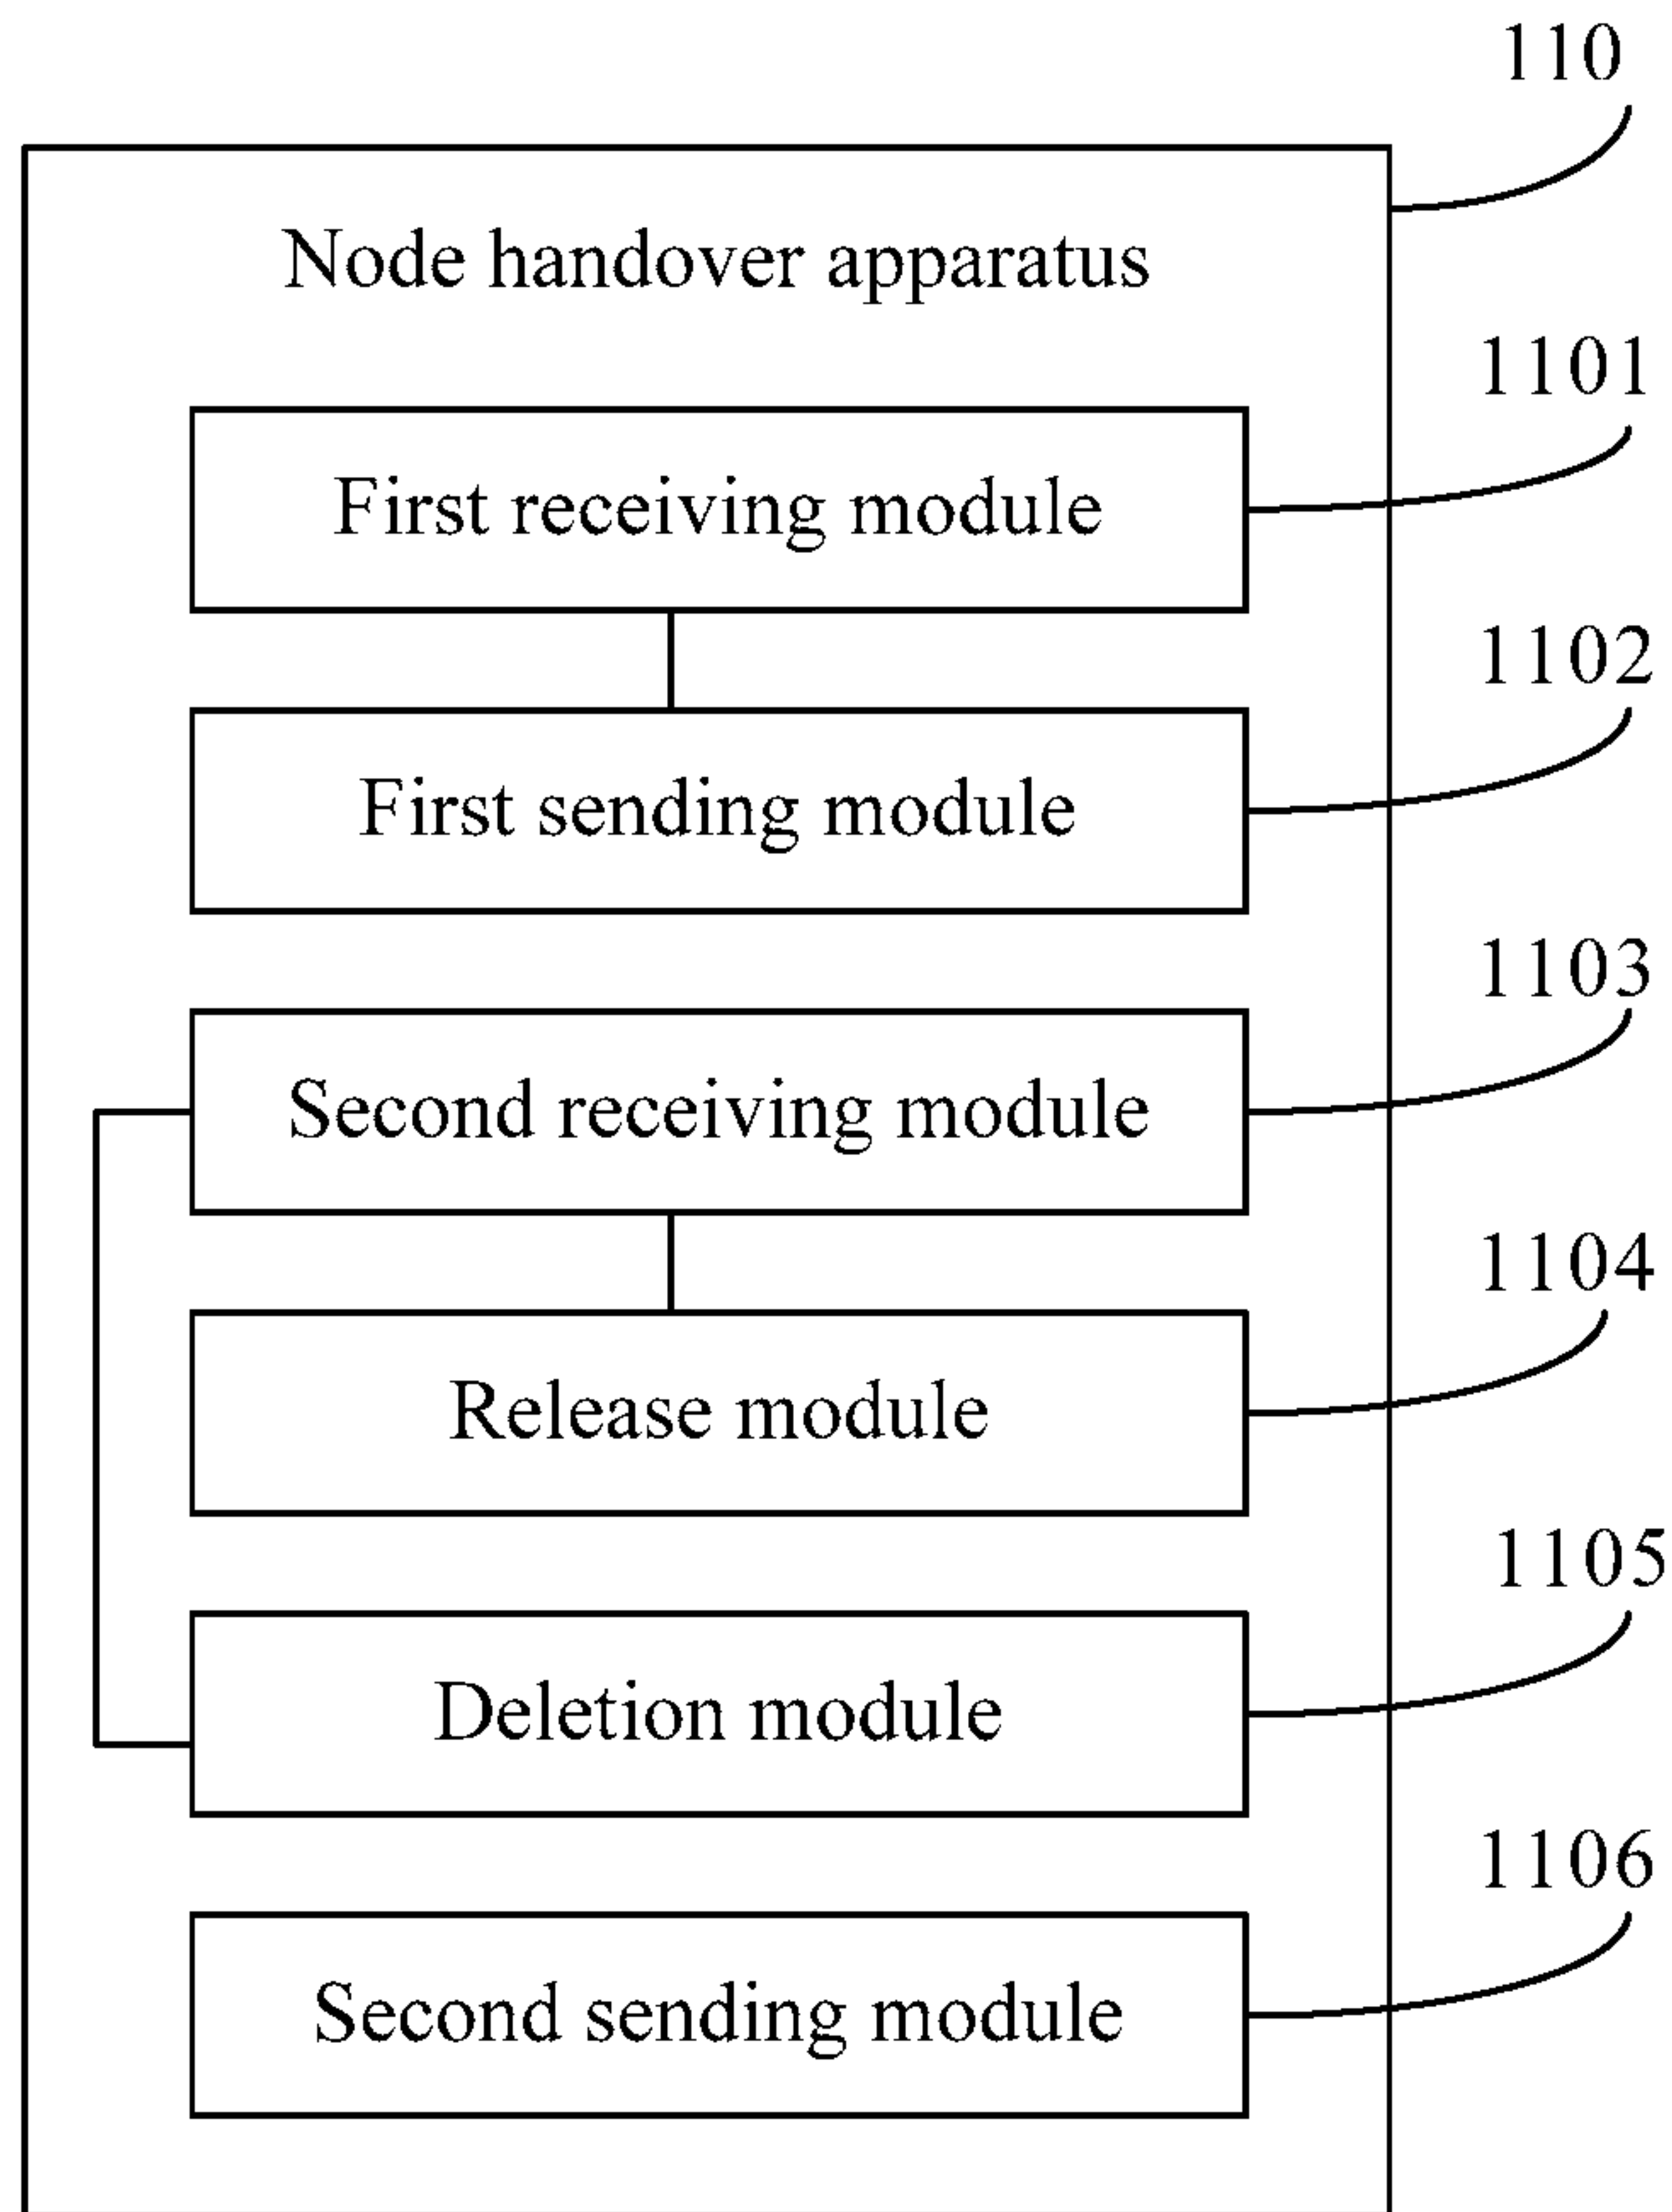 110
Node handover apparatus
1101
First receiving module
1102
First sending module
1103
Second receiving module
1104
Release module
1105
Deletion module
1106
Second sending module